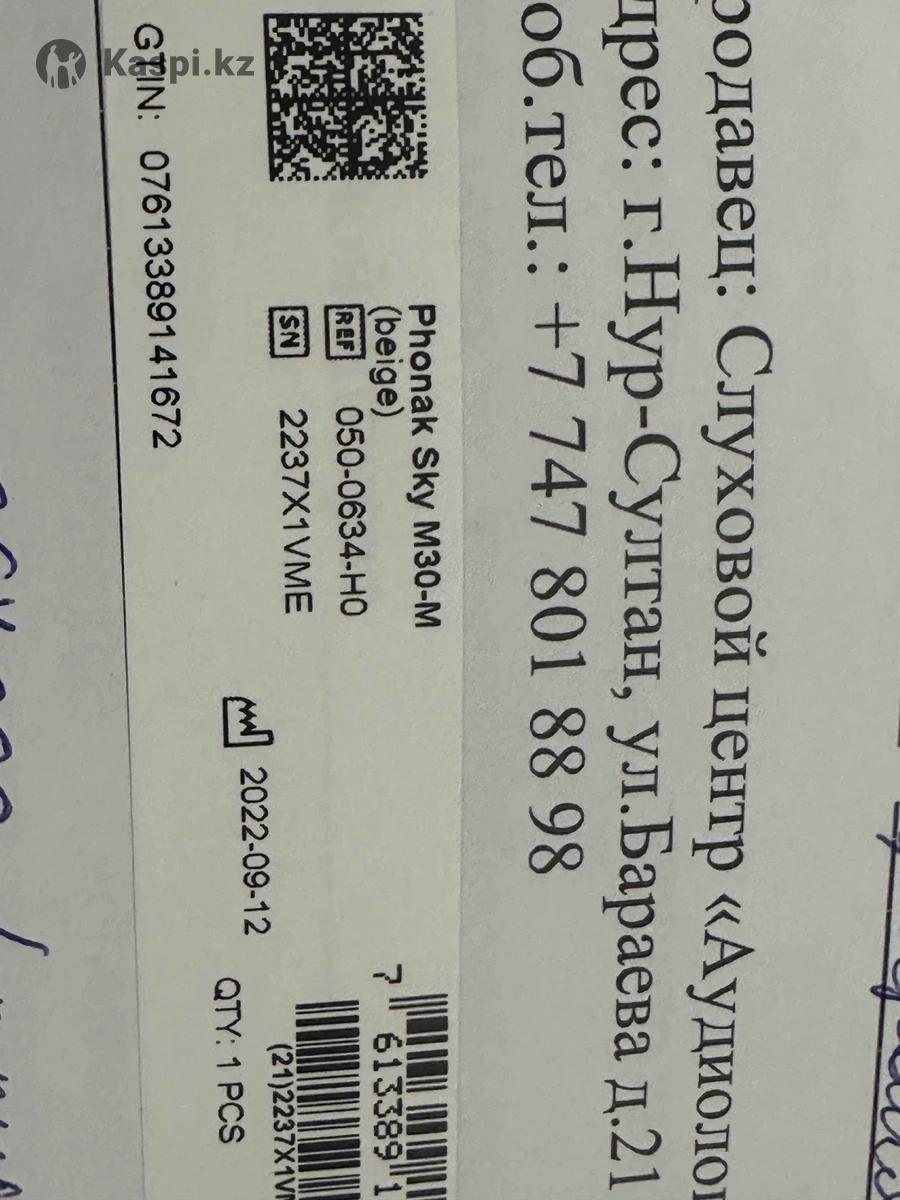 Kaspi.kz
родавец: Слуховой центр «Аудиолог
дрес: г.Нур-Султан, ул.Бараева д.21
об.тел.: +7 747 801 88 98
Phonak Sky M30-M
(beige)
REF 050-0634-H0
SN 2237X1VME
2022-09-12
QTY: 1 PCS
GTIN: 07613389141672
7 613389 1
(21)2237X1V